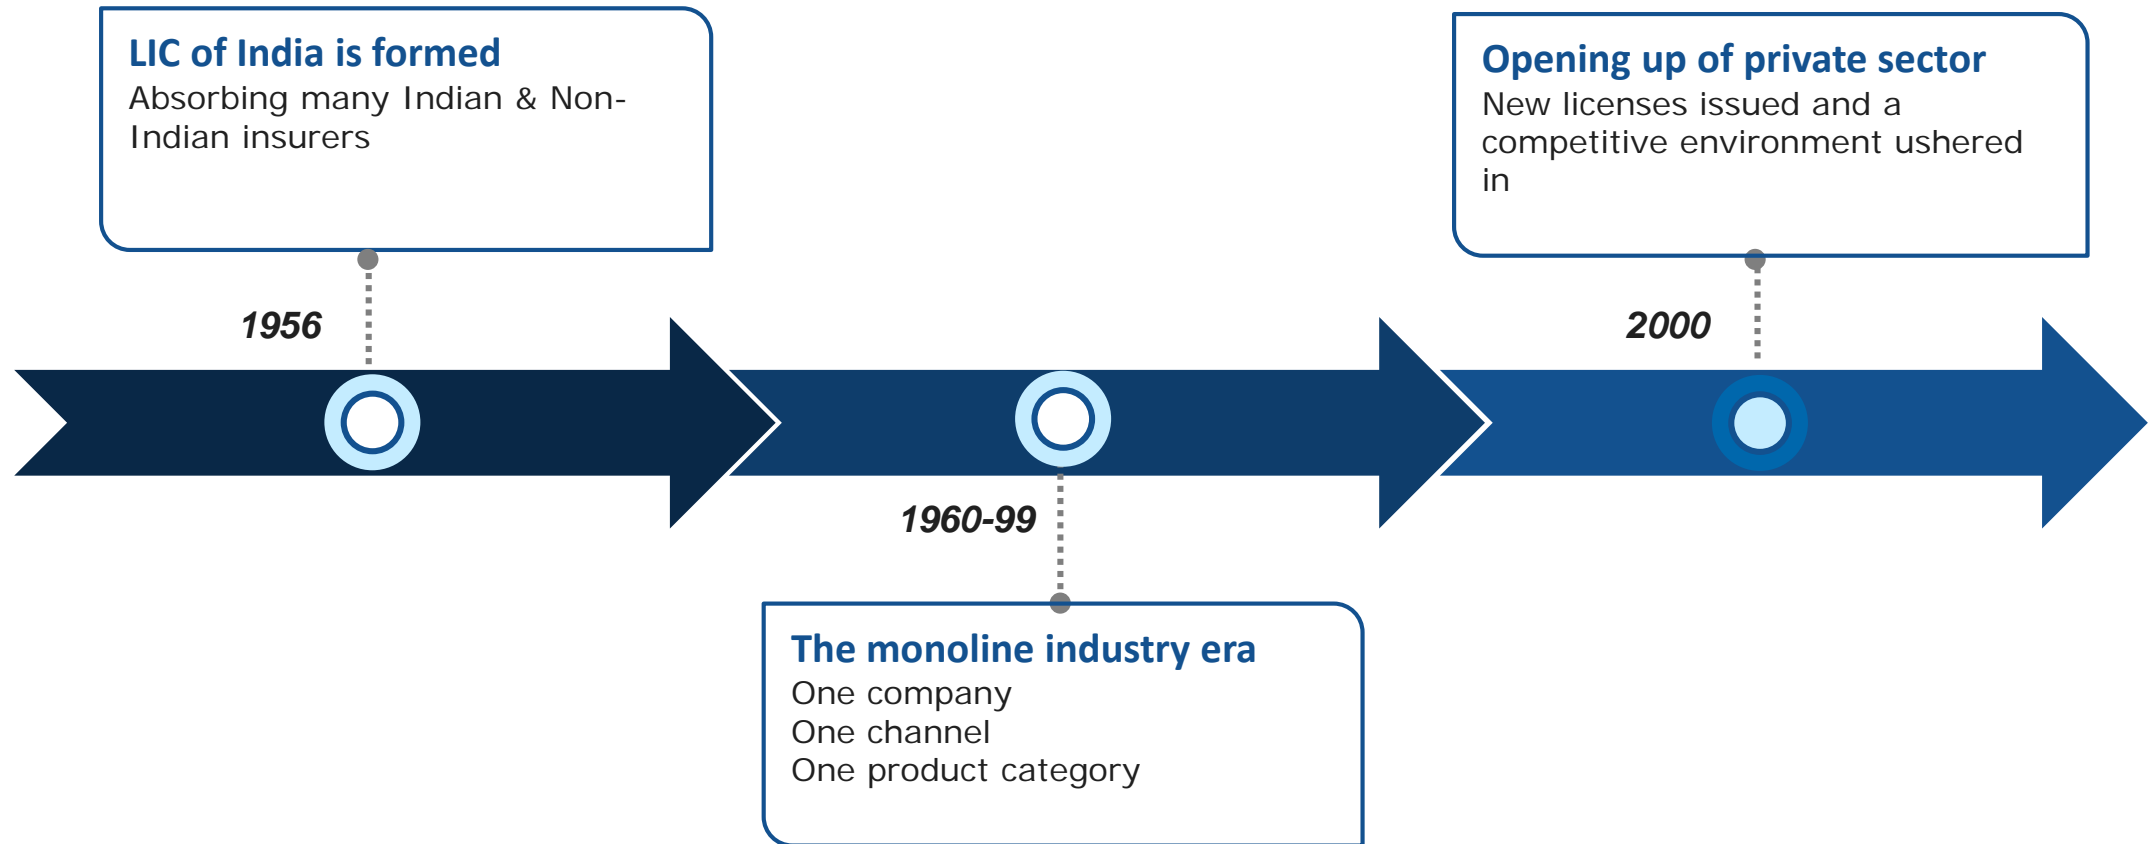 LIC of India is formed
Absorbing many Indian & Non-
Indian insurers
1956
1960-99
The monoline industry era
One company
One channel
One product category
Opening up of private sector
New licenses issued and a
competitive environment ushered
in
2000